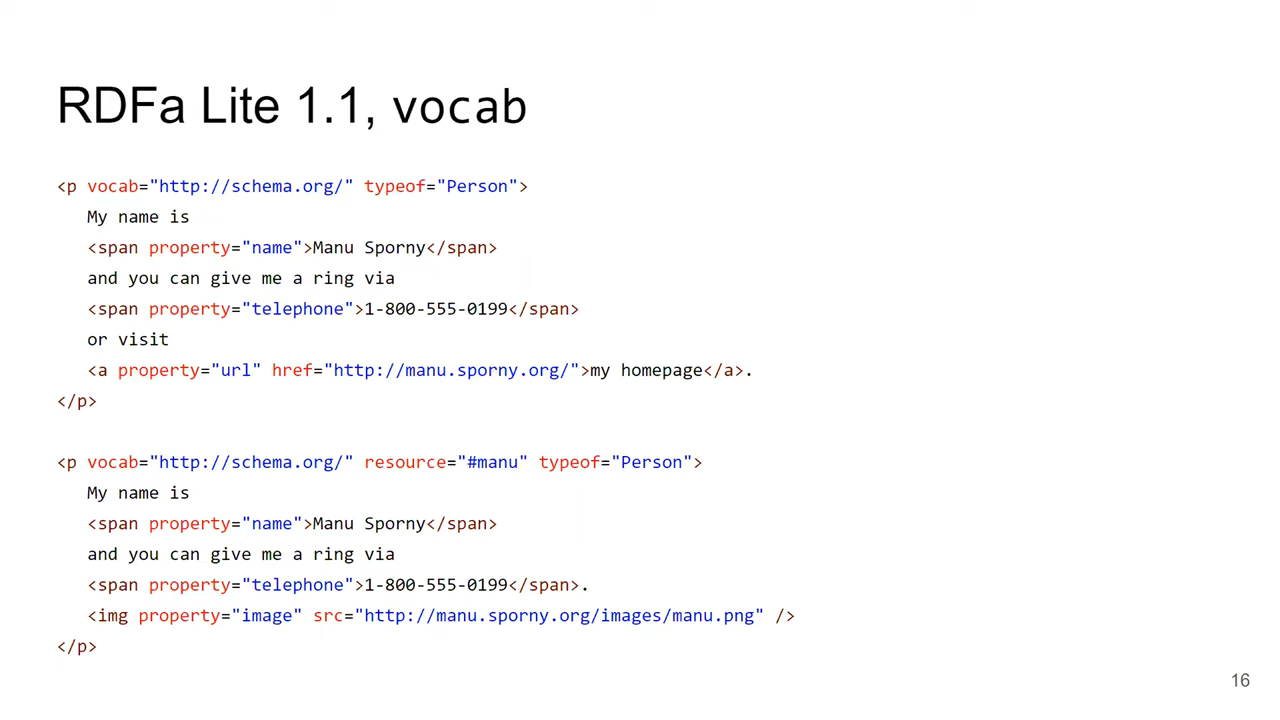 RDFa Lite 1.1, vocab
<p vocab="http://schema.org/" typeof="Person">
My name is
<span property="name">Manu Sporny</span>
and you can give me a ring via
<span property="telephone">1-800-555-0199</span>
or visit
<a property="url" href="http://manu.sporny.org/">my homepage</a>.
</p>
<p vocab="http://schema.org/" resource="#manu" typeof="Person">
My name is
<span property="name">Manu Sporny</span>
and you can give me a ring via
<span property="telephone">1-800-555-0199</span>.
<img property="image" src="http://manu.sporny.org/images/manu.png" />
</p>
16